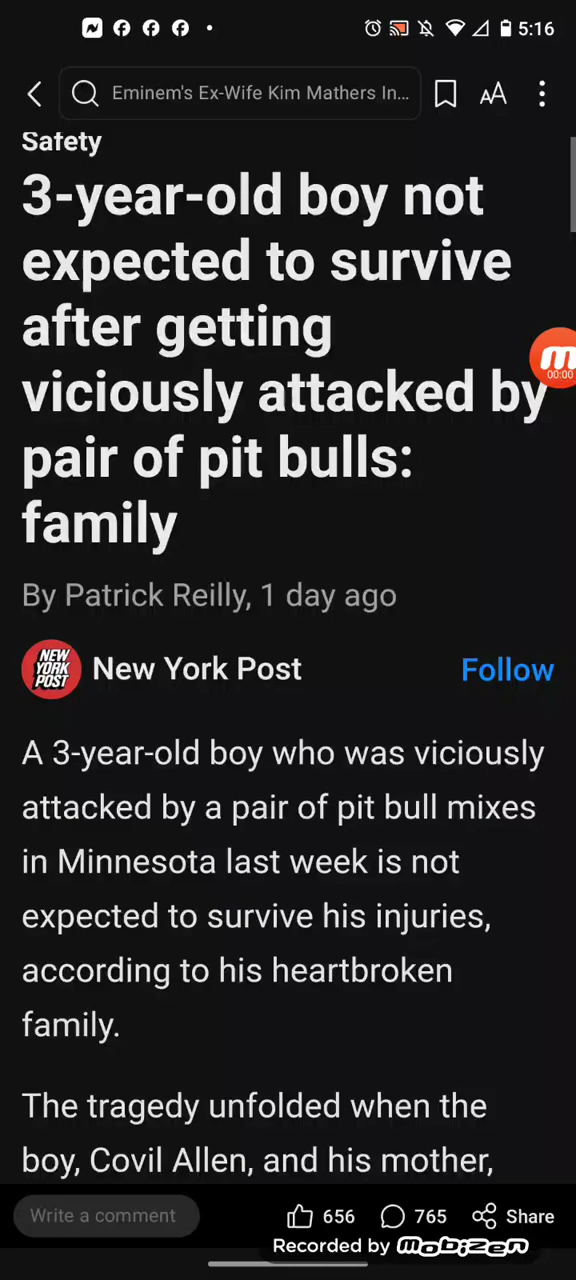 5:16
Eminem's Ex-Wife Kim Mathers In...
AA
Safety
3-year-old boy not
expected to survive
after getting
viciously attacked by
pair of pit bulls:
family
00:00
By Patrick Reilly, 1 day ago
NEW
YORK
POST
New York Post
Follow
A 3-year-old boy who was viciously
attacked by a pair of pit bull mixes
in Minnesota last week is not
expected to survive his injuries,
according to his heartbroken
family.
The tragedy unfolded when the
boy, Covil Allen, and his mother,
Write a comment
656
765
Share
Recorded by mobizen